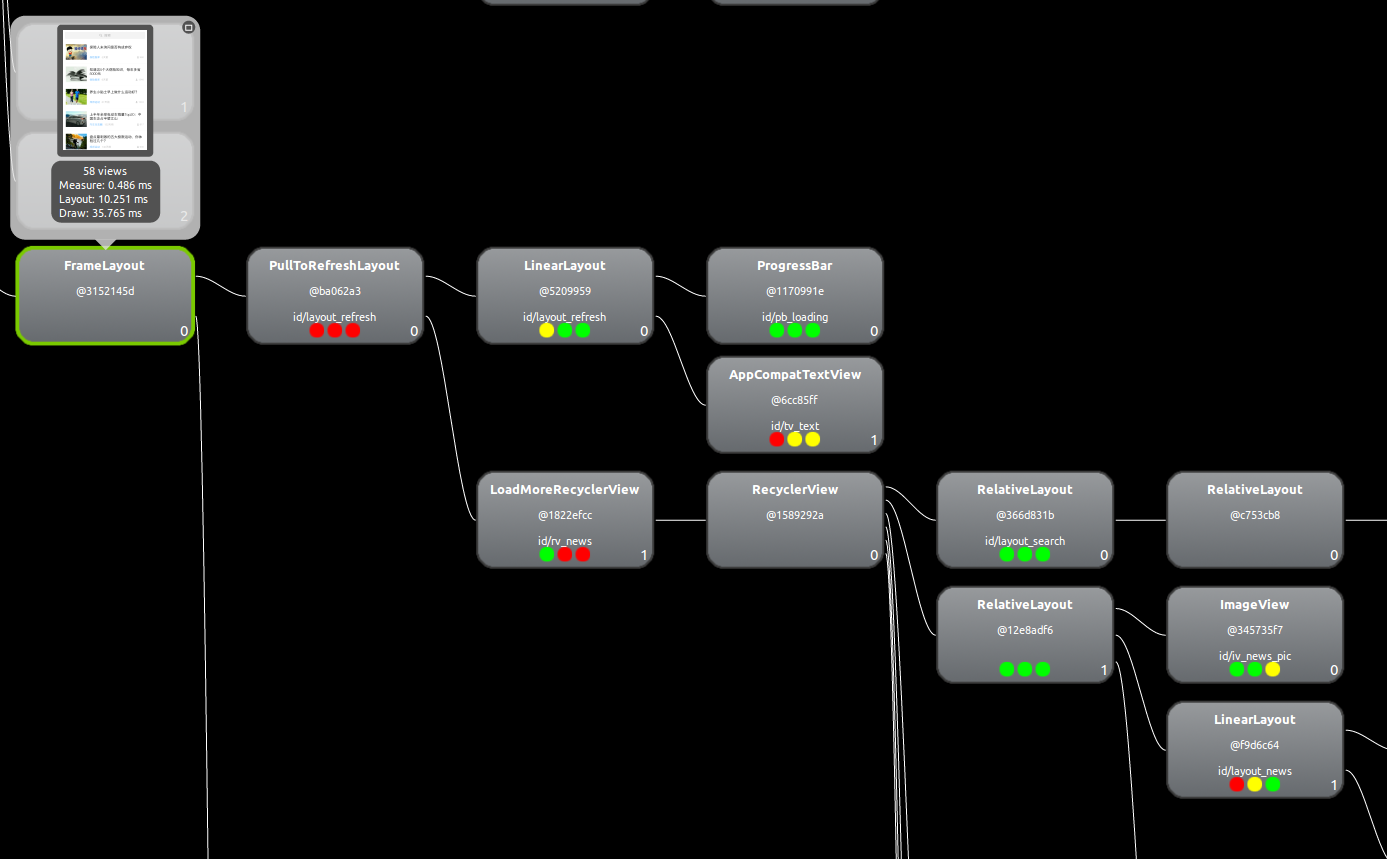 1
2
58 views
Measure: 0.486 ms
Layout: 10.251 ms
Draw: 35.765 ms
FrameLayout
@3152145d
0
PullToRefreshLayout
@ba062a3
id/layout_refresh
0
LinearLayout
@5209959
id/layout_refresh
0
ProgressBar
@1170991e
id/pb_loading
0
AppCompatTextView
@6cc85ff
id/tv_text
1
LoadMoreRecyclerView
@1822efcc
id/rv_news
1
RecyclerView
@1589292a
0
RelativeLayout
@366d831b
id/layout_search
0
RelativeLayout
@c753cb8
0
RelativeLayout
@12e8adf6
1
ImageView
@345735f7
id/iv_news_pic
0
LinearLayout
@f9d6c64
id/layout_news
1